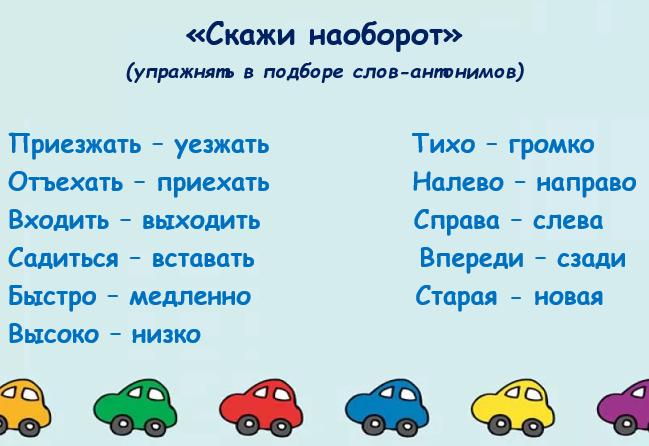 «Скажи наоборот»
(упражнять в подборе слов-антонимов)
Приезжать – уезжать
Отъехать – приехать
Входить – выходить
Садиться – вставать
Быстро – медленно
Высоко – низко
Тихо – громко
Налево – направо
Справа – слева
Впереди – сзади
Старая - новая